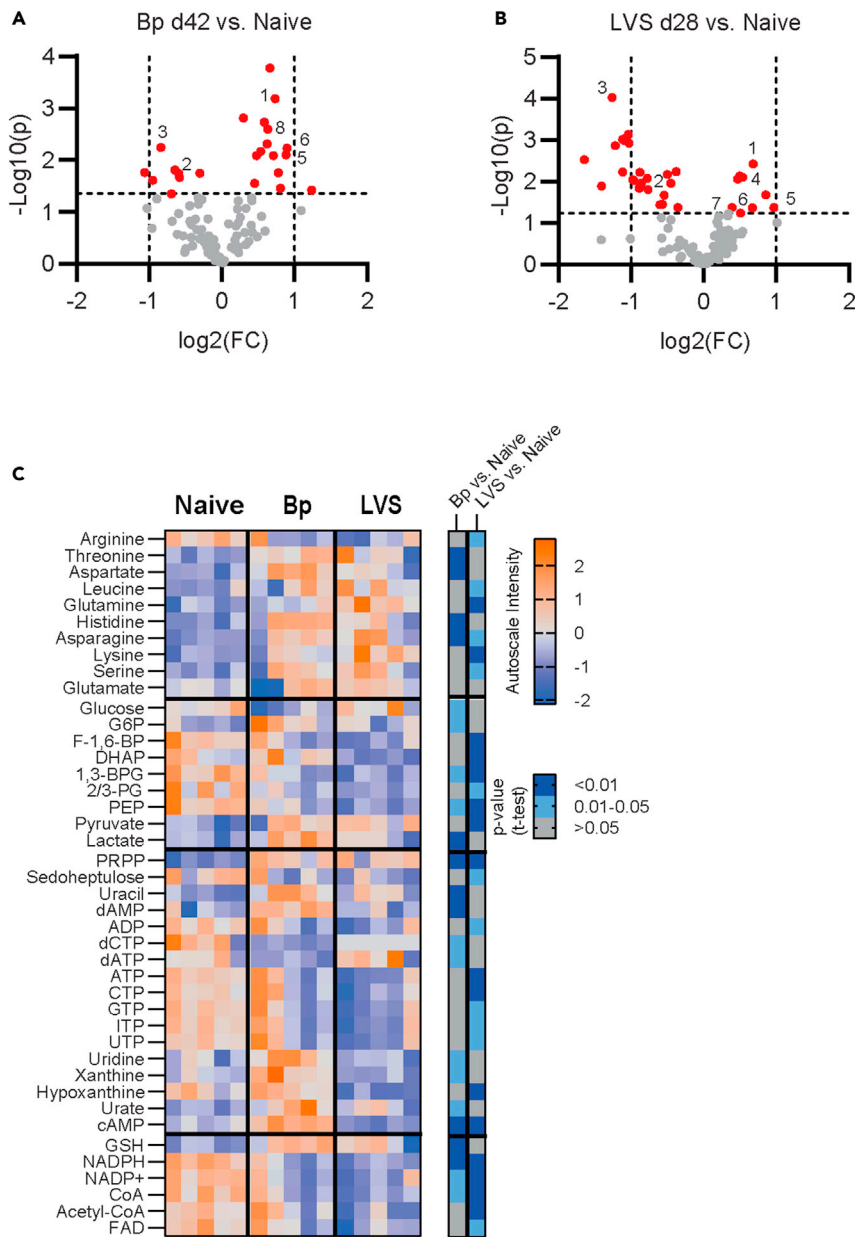 A
Bp d42 vs. Naive
-Log10(p)
4
3
2
1
0
1
8
6
5
3
2
-2
-1
0
1
2
log2(FC)
B
LVS d28 vs. Naive
-Log10(p)
5
4
3
2
1
0
3
1
2
4
7
6
5
-2
-1
0
1
2
log2(FC)
C
Naive
Bp
LVS
Bp vs. Naive
LVS vs. Naive
Arginine
Threonine
Aspartate
Leucine
Glutamine
Histidine
Asparagine
Lysine
Serine
Glutamate
Glucose
G6P
F-1,6-BP
DHAP
1,3-BPG
2/3-PG
PEP
Pyruvate
Lactate
PRPP
Sedoheptulose
Uracil
dAMP
ADP
dCTP
dATP
ATP
CTP
GTP
ITP
UTP
Uridine
Xanthine
Hypoxanthine
Urate
cAMP
GSH
NADPH
NADP+
CoA
Acetyl-CoA
FAD
Autoscale Intensity
2
1
0
-1
-2
p-value
(t-test)
<0.01
0.01-0.05
>0.05